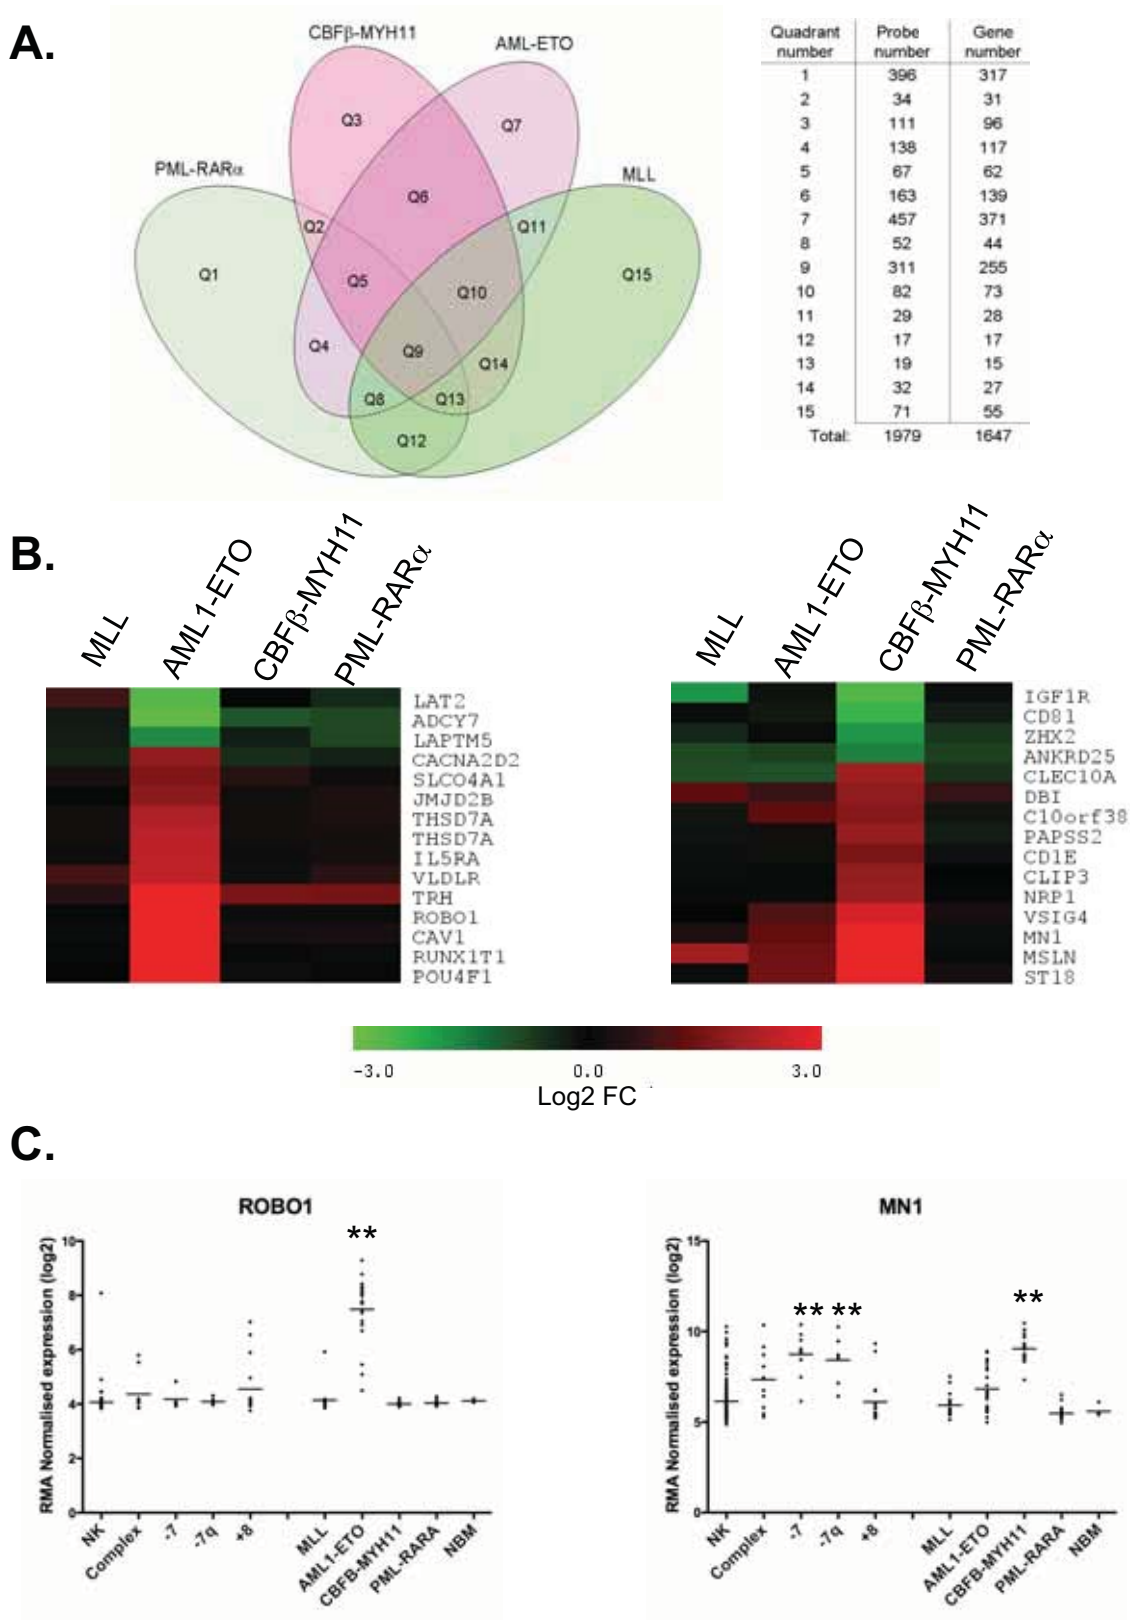 A.
CBFβ-MYH11
AML-ETO
PML-RARα
MLL
Q3
Q7
Q6
Q2
Q11
Q1
Q5
Q10
Q15
Q4
Q9
Q14
Q8
Q13
Q12
Quadrant number Probe number Gene number
1 396 317
2 34 31
3 111 96
4 138 117
5 67 62
6 163 139
7 457 371
8 52 44
9 311 255
10 82 73
11 29 28
12 17 17
13 19 15
14 32 27
15 71 55
Total: 1979 1647
B.
MLL AML1-ETO CBFβ-MYH11 PML-RARα
LAT2
ADCY7
LAPTM5
CACNA2D2
SLCO4A1
JMJD2B
THSD7A
THSD7A
IL5RA
VLDLR
TRH
ROBO1
CAV1
RUNX1T1
POU4F1
MLL AML1-ETO CBFβ-MYH11 PML-RARα
IGF1R
CD81
ZHX2
ANKRD25
CLEC10A
DBI
C10orf38
PAPSS2
CD1E
CLIP3
NRP1
VSIG4
MN1
MSLN
ST18
-3.0 0.0 3.0
Log2 FC
C.
ROBO1
RMA Normalised expression (log2)
10
8
6
4
2
0
**
NK Complex -7 -7q +8 MLL AML1-ETO CBFB-MYH11 PML-RARA NBM
MN1
RMA Normalised expression (log2)
15
10
5
0
** ** **
NK Complex -7 -7q +8 MLL AML1-ETO CBFB-MYH11 PML-RARA NBM